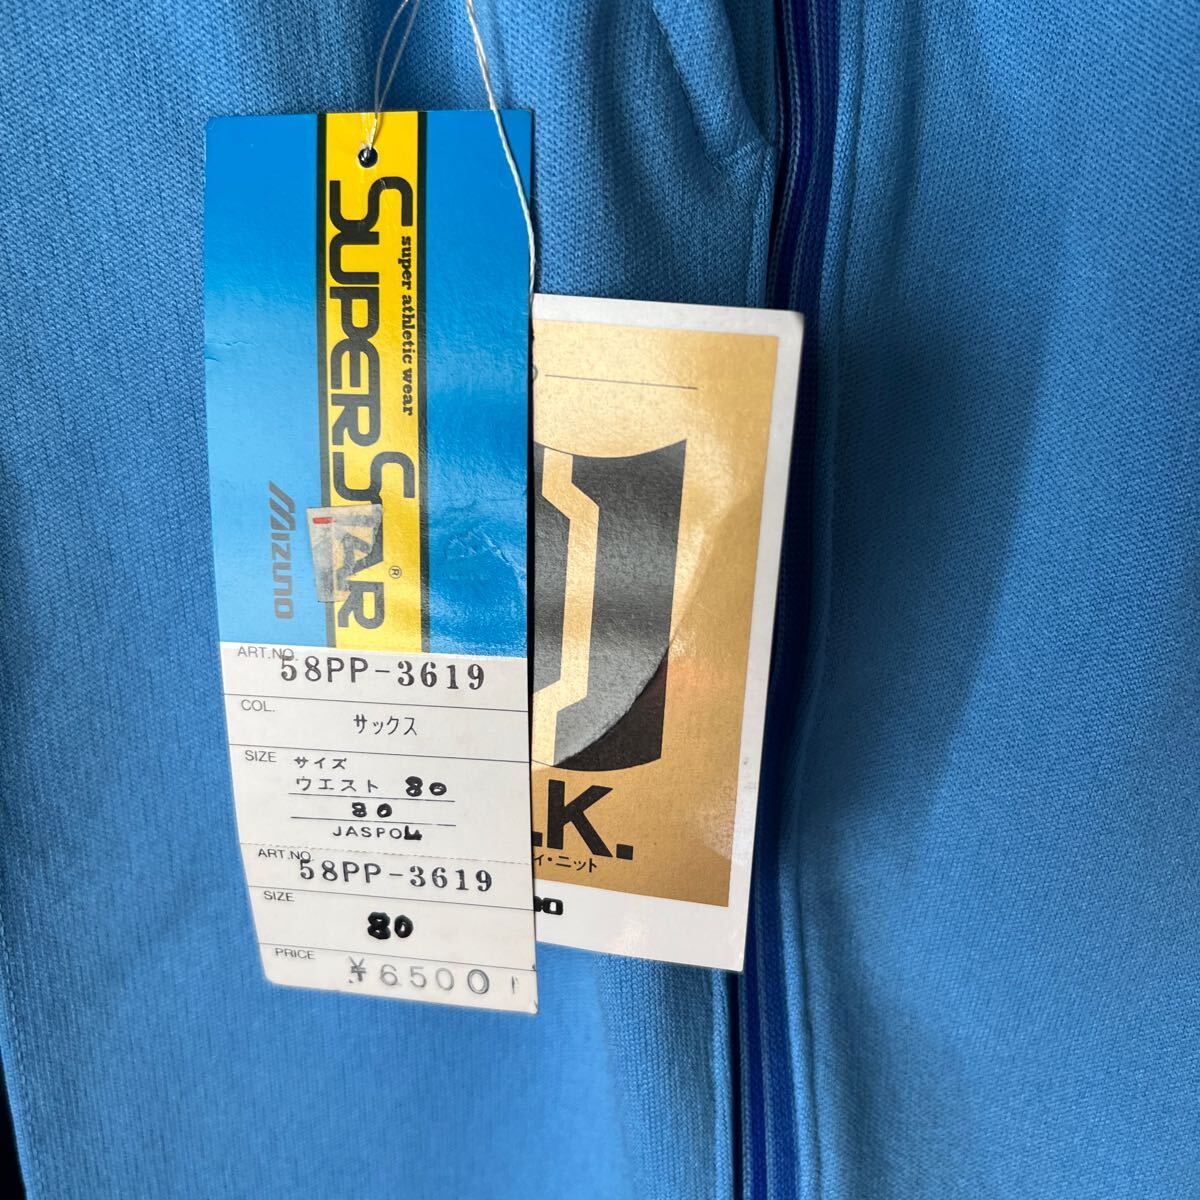 SUPER STAR®
super athletic wear
MIZUNO
ART.NO. 58PP-3619
COL. サックス
SIZE サイズ
ウエスト 80
80
JASPO L
ART.NO. 58PP-3619
SIZE 80
PRICE ¥6500
.K.
ィ・ニット